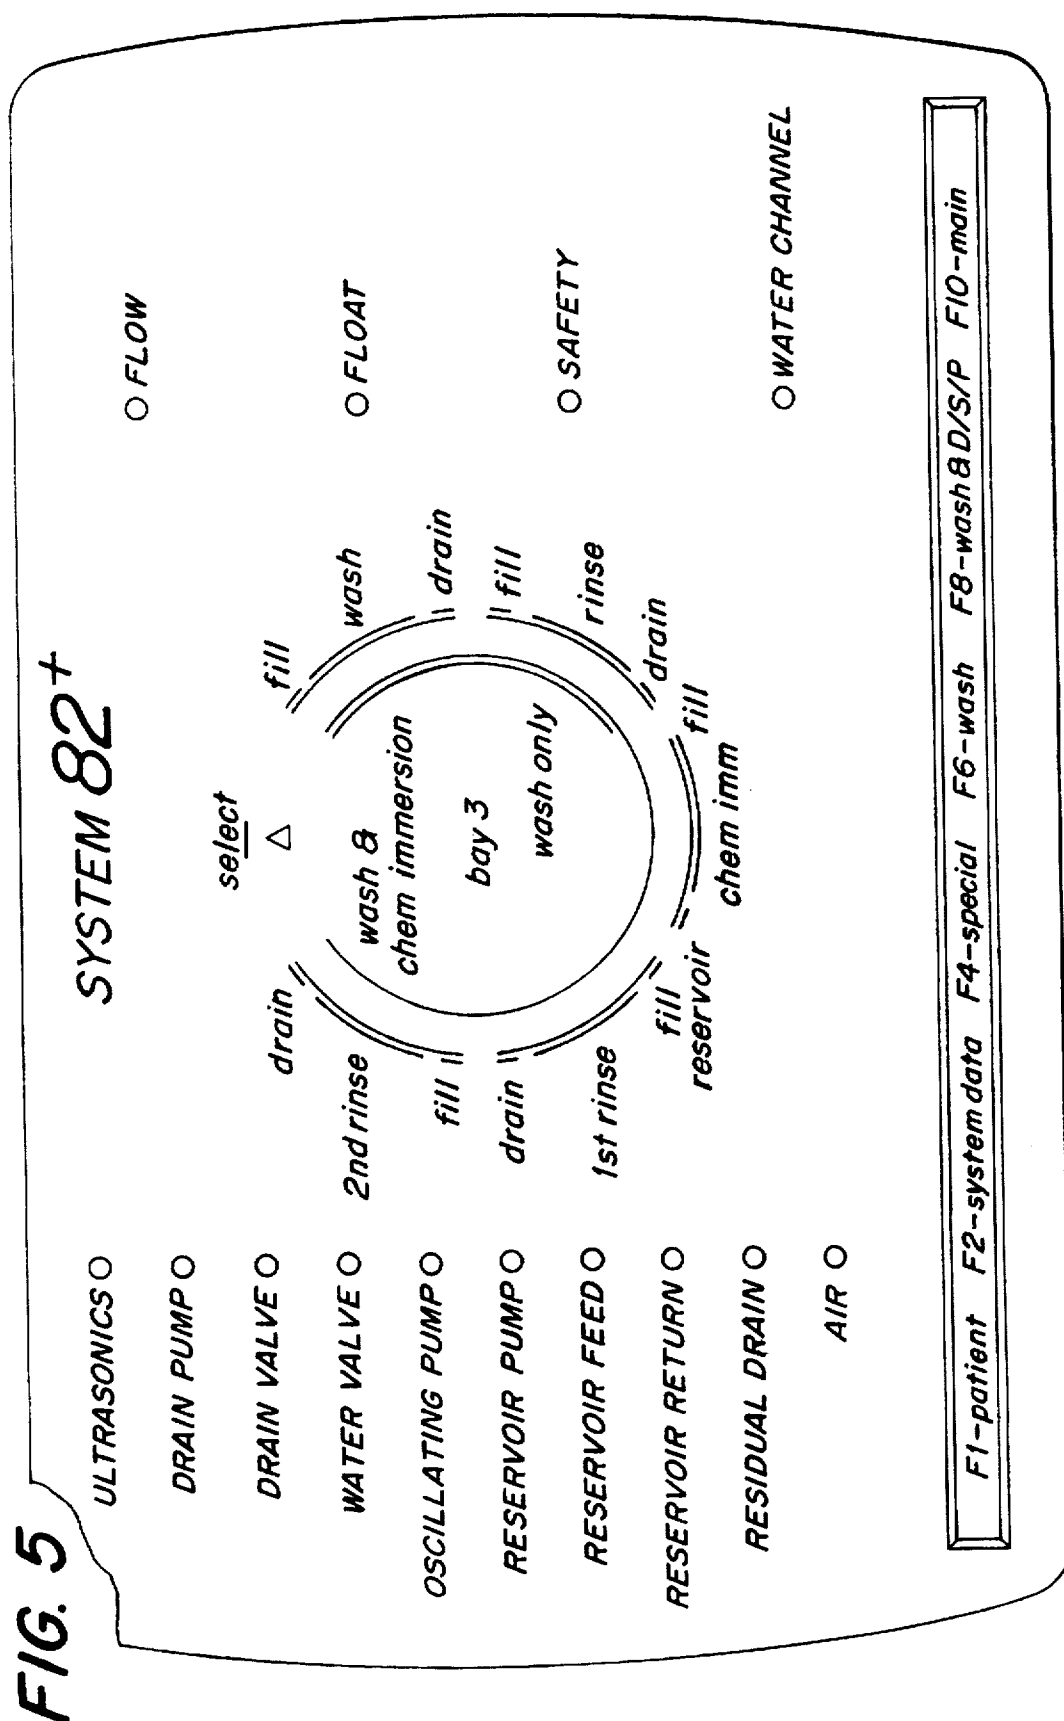 FIG. 5
SYSTEM 82+
ULTRASONICS
DRAIN PUMP
DRAIN VALVE
WATER VALVE
OSCILLATING PUMP
RESERVOIR PUMP
RESERVOIR FEED
RESERVOIR RETURN
RESIDUAL DRAIN
AIR
select
fill
wash
drain
fill
rinse
drain
fill
chem imm
fill
reservoir
1st rinse
drain
fill
2nd rinse
drain
wash &
chem immersion
bay 3
wash only
FLOW
FLOAT
SAFETY
WATER CHANNEL
F1-patient F2-system data F4-special F6-wash F8-wash & D/S/P F10-main